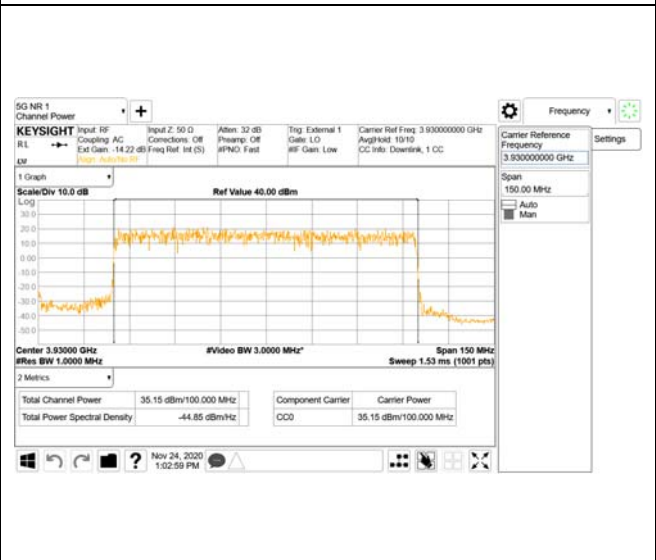 5G NR 1
Channel Power
Frequency
KEYSIGHT
Input: RF
Input Z: 50 Ω
Atten: 32 dB
Trig: External 1
Carrier Ref Freq: 3.930000000 GHz
RL
Coupling: AC
Corrections: Off
Preamp: Off
Gate: LO
Avg|Hold: 10/10
Ext Gain: -14.22 dB
Freq Ref: Int (S)
#PNO: Fast
#IF Gain: Low
CC Info: Downlink, 1 CC
Align: Auto/No RF
Carrier Reference
Frequency
3.930000000 GHz
Settings
Span
150.00 MHz
Auto
Man
1 Graph
Scale/Div 10.0 dB
Ref Value 40.00 dBm
Log
30.0
20.0
10.0
0.00
-10.0
-20.0
-30.0
-40.0
-50.0
Center 3.93000 GHz
#Video BW 3.0000 MHz*
Span 150 MHz
#Res BW 1.0000 MHz
Sweep 1.53 ms (1001 pts)
2 Metrics
Total Channel Power
35.15 dBm/100.000 MHz
Total Power Spectral Density
-44.85 dBm/Hz
Component Carrier
Carrier Power
CC0
35.15 dBm/100.000 MHz
Nov 24, 2020
1:02:59 PM